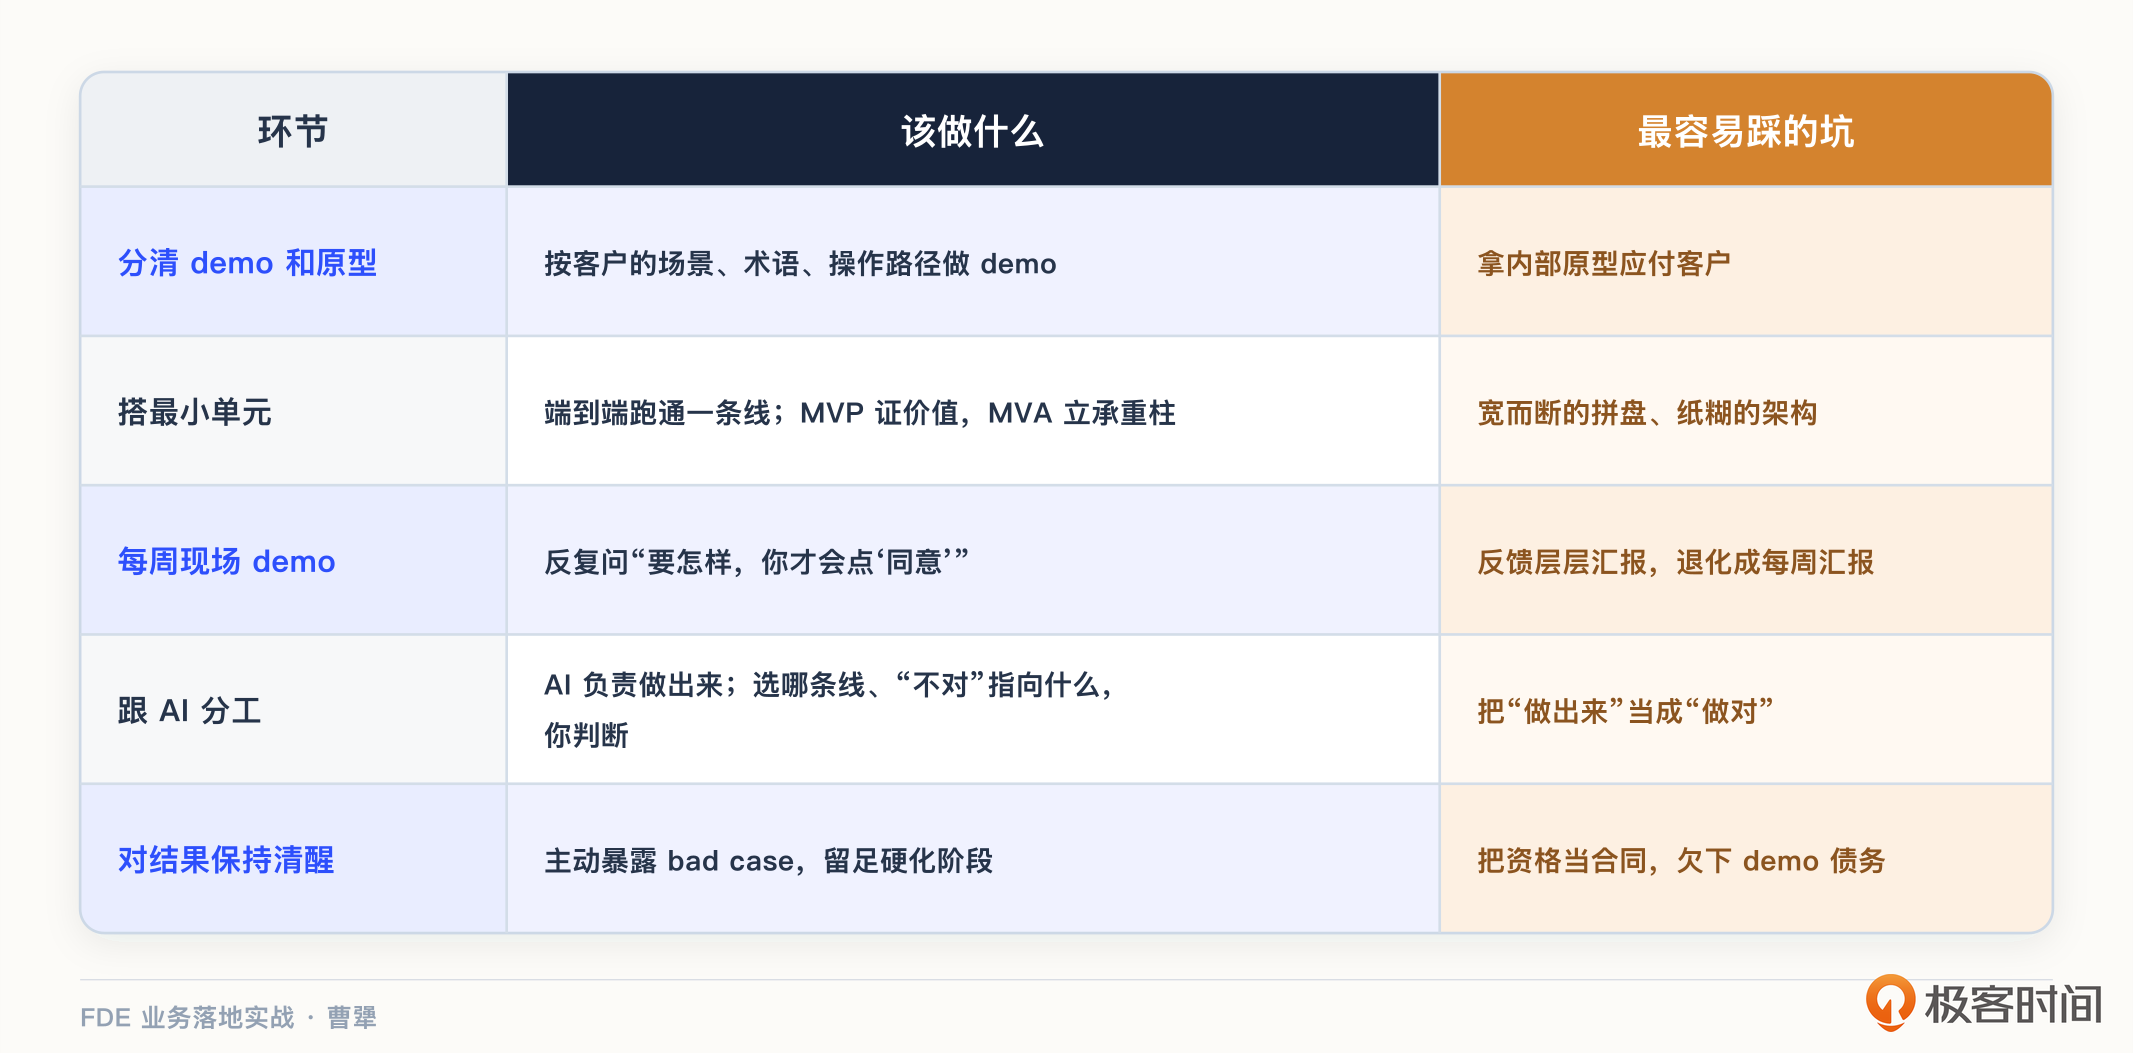 环节
该做什么
最容易踩的坑
分清 demo 和原型
按客户的场景、术语、操作路径做 demo
拿内部原型应付客户
搭最小单元
端到端跑通一条线；MVP 证价值，MVA 立承重柱
宽而断的拼盘、纸糊的架构
每周现场 demo
反复问“要怎样，你才会点‘同意’”
反馈层层汇报，退化成每周汇报
跟 AI 分工
AI 负责做出来；选哪条线、“不对”指向什么，
你判断
把“做出来”当成“做对”
对结果保持清醒
主动暴露 bad case，留足硬化阶段
把资格当合同，欠下 demo 债务
FDE 业务落地实战 · 曹犟
极客时间